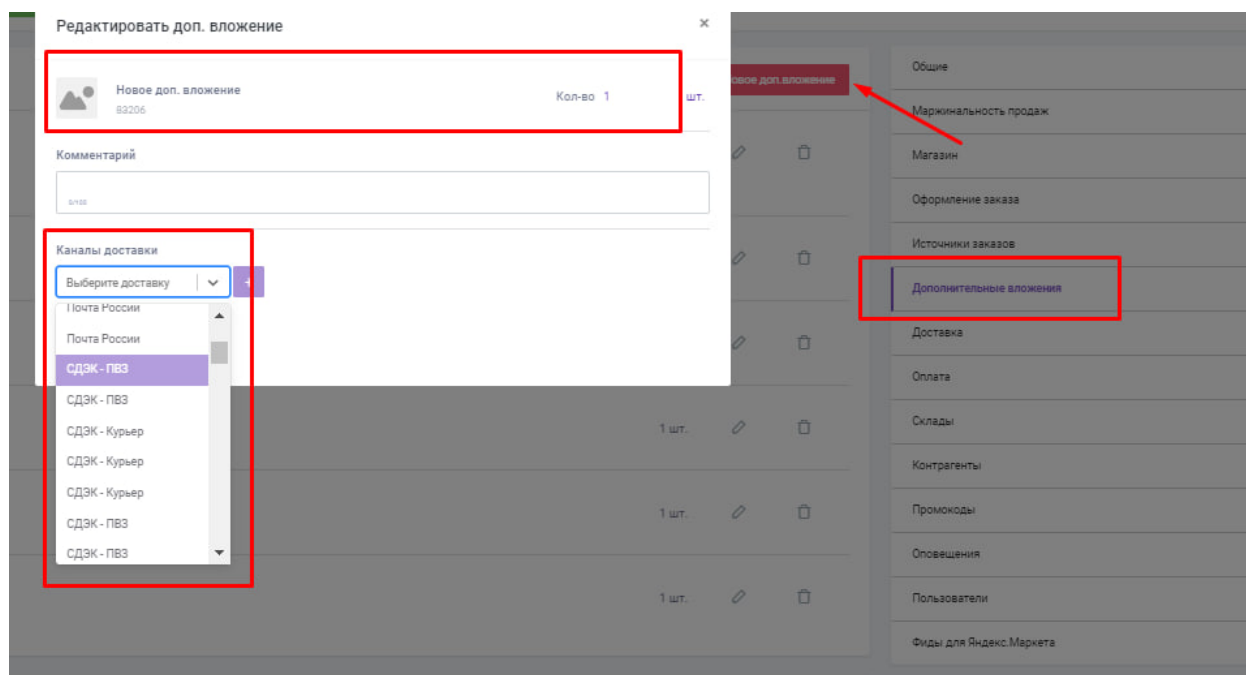 Редактировать доп. вложение
×
Новое доп. вложение
93206
Кол-во 1 шт.
Комментарий
0/100
Каналы доставки
Выберите доставку
+
Почта России
Почта России
СДЭК - ПВЗ
СДЭК - ПВЗ
СДЭК - Курьер
СДЭК - Курьер
СДЭК - Курьер
СДЭК - ПВЗ
СДЭК - ПВЗ
овое доп.вложение
1 шт.
1 шт.
1 шт.
Общие
Маржинальность продаж
Магазин
Оформление заказа
Источники заказов
Дополнительные вложения
Доставка
Оплата
Склады
Контрагенты
Промокоды
Оповещения
Пользователи
Фиды для Яндекс.Маркета